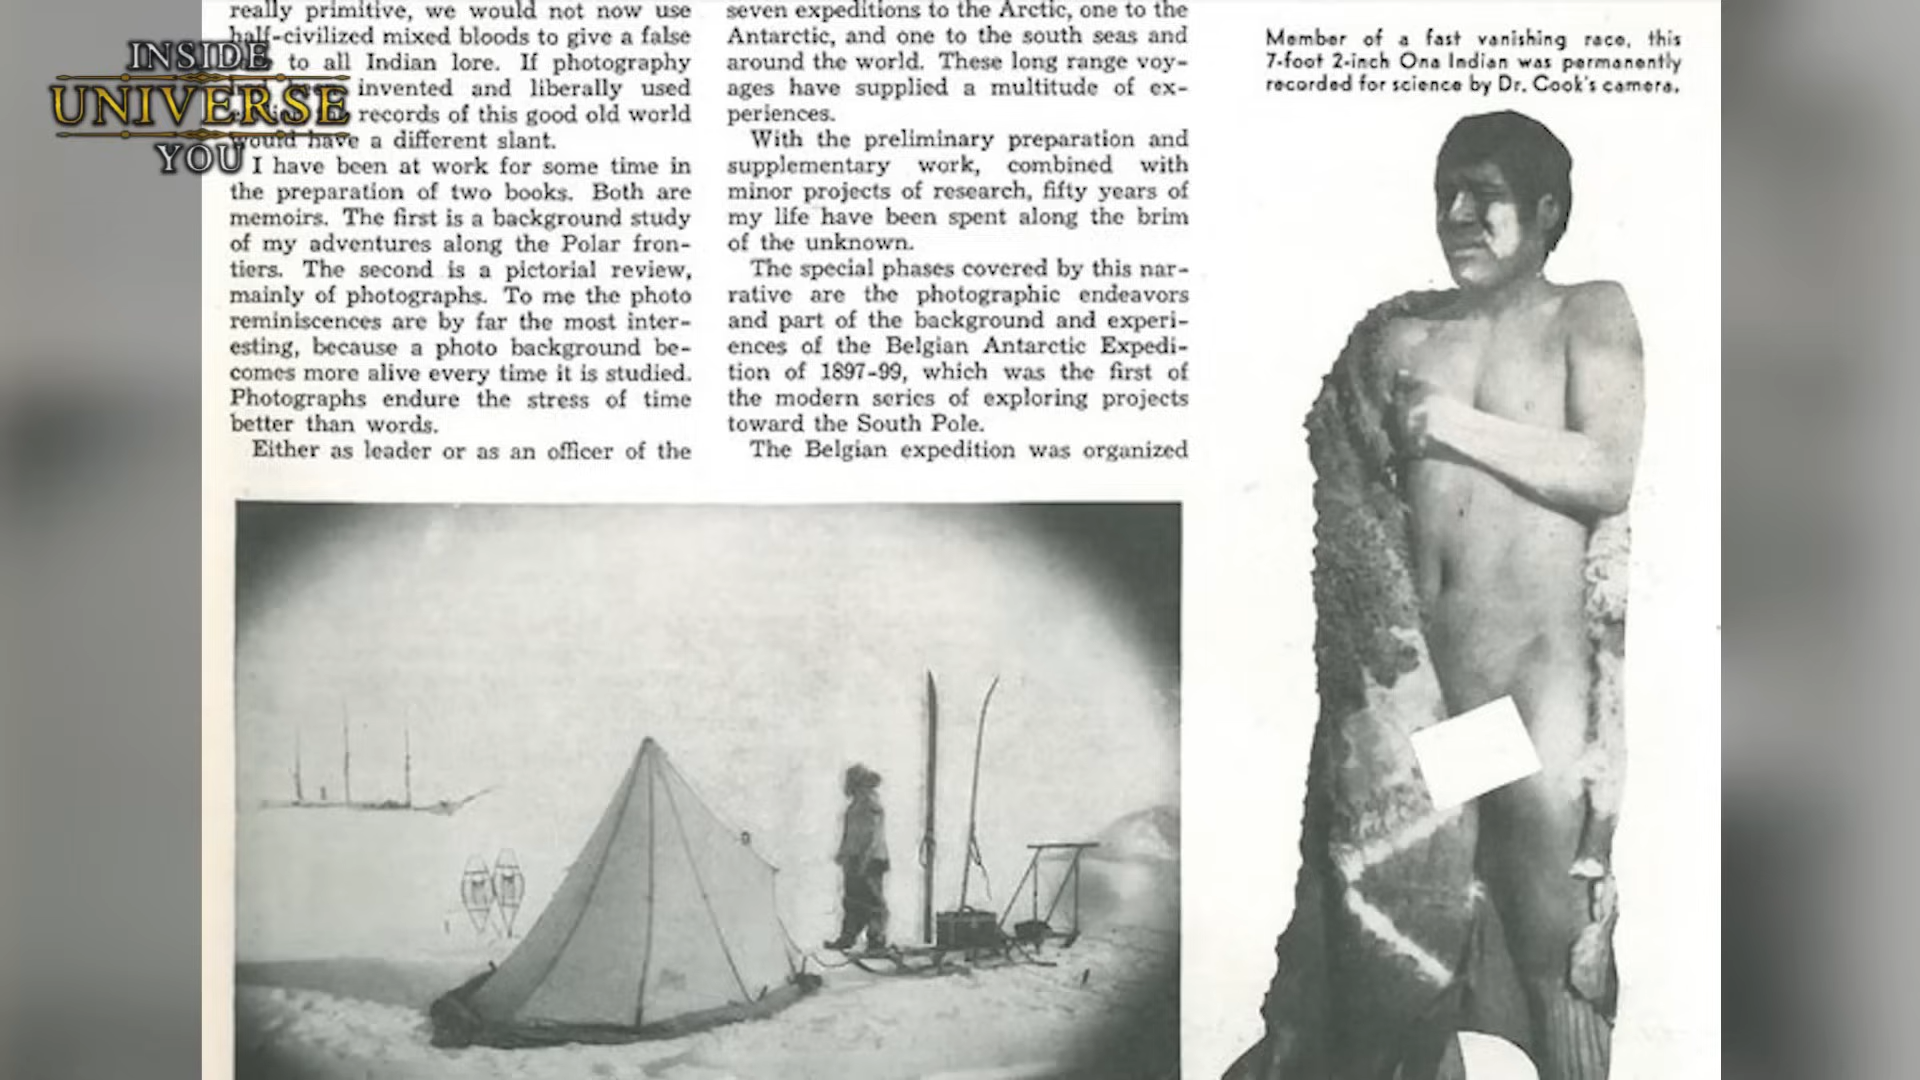 INSIDE
UNIVERSE
YOU
really primitive, we would not now use
half-civilized mixed bloods to give a false
to all Indian lore. If photography
invented and liberally used
records of this good old world
would have a different slant.
I have been at work for some time in
the preparation of two books. Both are
memoirs. The first is a background study
of my adventures along the Polar fron-
tiers. The second is a pictorial review,
mainly of photographs. To me the photo
reminiscences are by far the most inter-
esting, because a photo background be-
comes more alive every time it is studied.
Photographs endure the stress of time
better than words.
Either as leader or as an officer of the
seven expeditions to the Arctic, one to the
Antarctic, and one to the south seas and
around the world. These long range voy-
ages have supplied a multitude of ex-
periences.
With the preliminary preparation and
supplementary work, combined with
minor projects of research, fifty years of
my life have been spent along the brim
of the unknown.
The special phases covered by this nar-
rative are the photographic endeavors
and part of the background and experi-
ences of the Belgian Antarctic Expedi-
tion of 1897-99, which was the first of
the modern series of exploring projects
toward the South Pole.
The Belgian expedition was organized
Member of a fast vanishing race, this
7-foot 2-inch Ona Indian was permanently
recorded for science by Dr. Cook's camera.